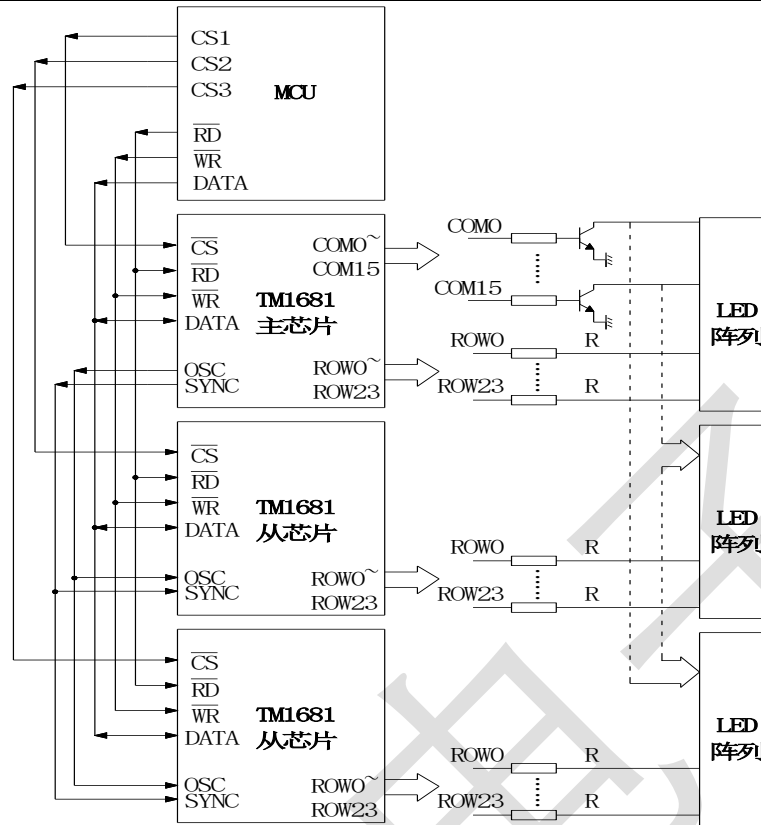 CS1
CS2
CS3
MCU
RD
WR
DATA
CS
RD
WR
DATA
OSC
SYNC
TM1681
主芯片
COM0~
COM15
ROW0~
ROW23
COM0
COM15
ROW0
R
ROW23
R
LED
阵列
CS
RD
WR
DATA
OSC
SYNC
TM1681
从芯片
ROW0~
ROW23
ROW0
R
ROW23
R
LED
阵列
CS
RD
WR
DATA
OSC
SYNC
TM1681
从芯片
ROW0~
ROW23
ROW0
R
ROW23
R
LED
阵列